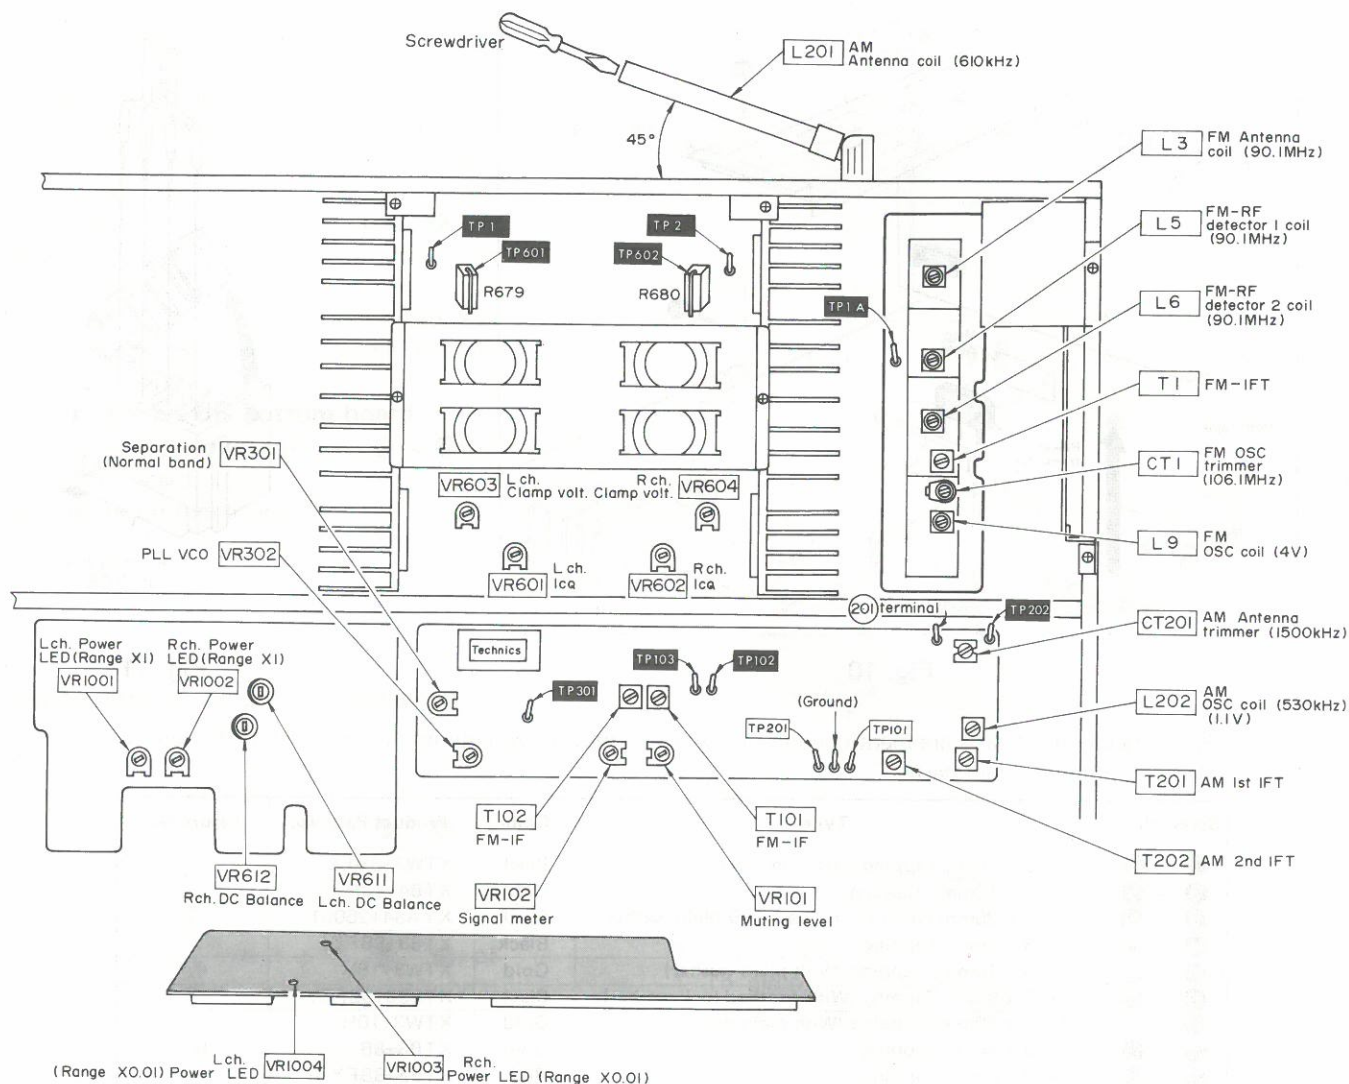 Screwdriver
L201 AM
Antenna coil (610kHz)
45°
L3 FM Antenna
coil (90.1MHz)
L5 FM-RF
detector 1 coil
(90.1MHz)
L6 FM-RF
detector 2 coil
(90.1MHz)
T1 FM-IFT
CT1 FM OSC
trimmer
(106.1MHz)
L9 FM
OSC coil (4V)
TP1
TP601
R679
TP2
TP602
R680
TP1A
Separation
(Normal band) VR301
VR603 L ch.
Clamp volt.
R ch. VR604
Clamp volt.
PLL VCO VR302
VR601 L ch.
ICQ
VR602 R ch.
ICQ
201 terminal
TP202
CT201 AM Antenna
trimmer (1500kHz)
L202 AM
OSC coil (530kHz)
(1.1V)
T201 AM 1st IFT
T202 AM 2nd IFT
Lch. Power
LED (Range X1)
VR1001
Rch. Power
LED (Range X1)
VR1002
Technics
TP301
TP103
TP102
(Ground)
TP201
TP101
T102
FM-IF
T101
FM-IF
VR612
Rch. DC Balance
VR611
Lch. DC Balance
VR102
Signal meter
VR101
Muting level
L ch.
(Range X0.01) Power LED VR1004
VR1003 Rch.
Power LED (Range X0.01)